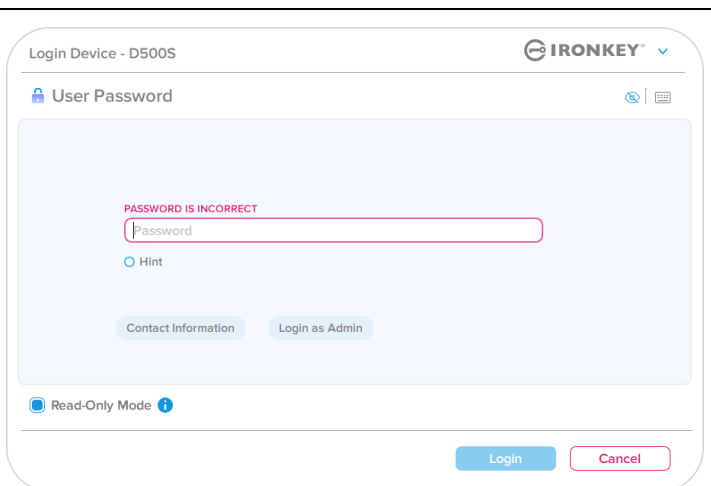 Login Device - D500S
IRONKEY™
User Password
PASSWORD IS INCORRECT
Password
Hint
Contact Information
Login as Admin
Read-Only Mode
Login
Cancel